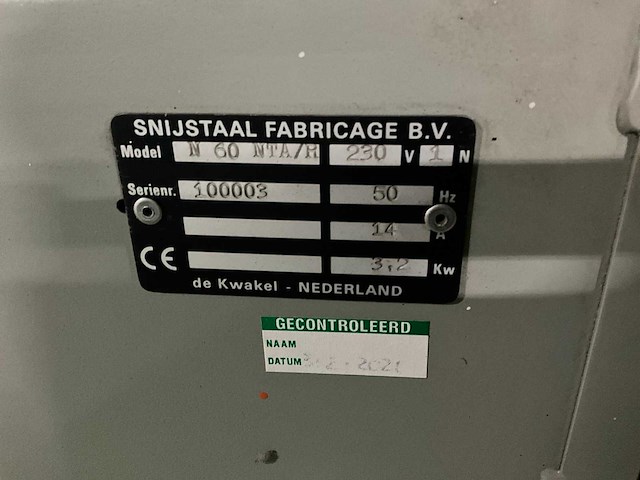 SNIJSTAAL FABRICAGE B.V.
Model N 60 NTA/R 230 V 1 N
Serienr. 100003 50 Hz
14 A
CE 3,2 Kw
de Kwakel - NEDERLAND
GECONTROLEERD
NAAM
DATUM